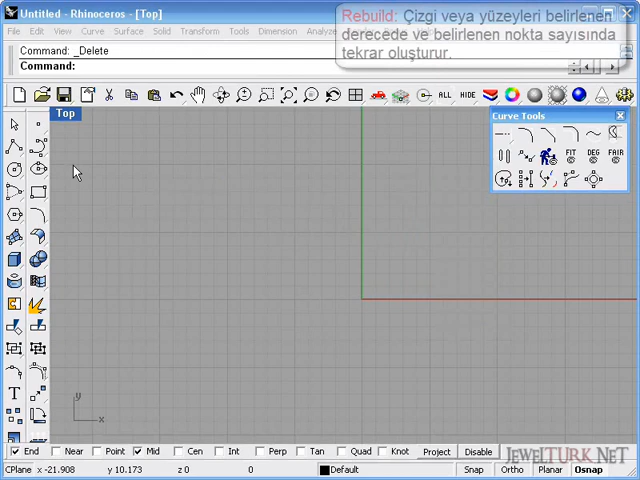 Untitled - Rhinoceros - [Top]
Rebuild: Çizgi veya yüzeyleri belirlenen
derecede ve belirlenen nokta sayısında
tekrar oluşturur.
File Edit View Curve Surface Solid Mesh Dimension Transform Tools Analyze Render Help
Command: _Delete
Command:
ALL HIDE
Top
Curve Tools
FIT DEG FAIR
T
y
x
End Near Point Mid Cen Int Perp Tan Quad Knot Project Disable
JEWELTURK.NET
CPlane x -21.908 y 10.173 z 0 0 Default Snap Ortho Planar Osnap